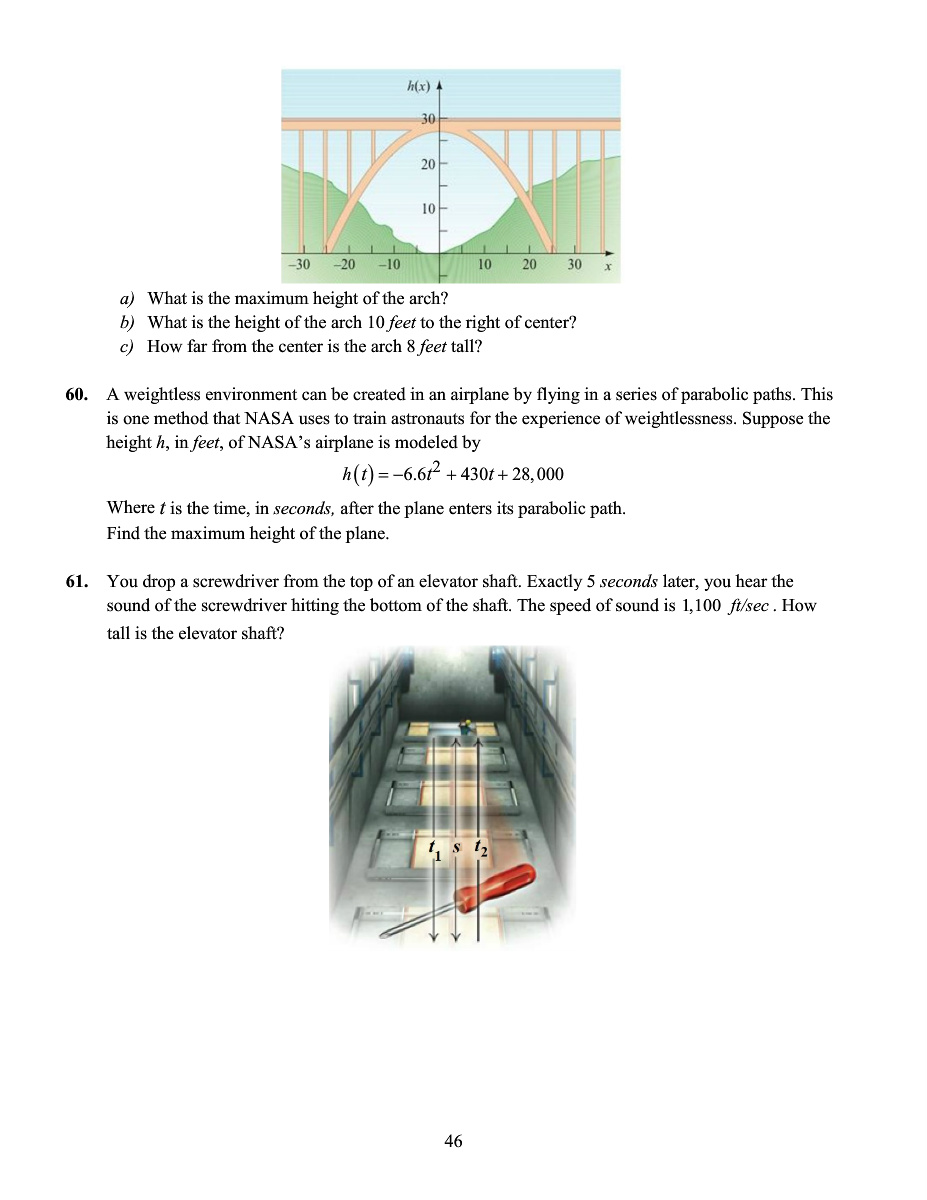 h(x)
30
20
10
–30 –20 –10 10 20 30 x
a) What is the maximum height of the arch?
b) What is the height of the arch 10 feet to the right of center?
c) How far from the center is the arch 8 feet tall?
60. A weightless environment can be created in an airplane by flying in a series of parabolic paths. This
is one method that NASA uses to train astronauts for the experience of weightlessness. Suppose the
height h, in feet, of NASA’s airplane is modeled by
h(t) = −6.6t² + 430t + 28,000
Where t is the time, in seconds, after the plane enters its parabolic path.
Find the maximum height of the plane.
61. You drop a screwdriver from the top of an elevator shaft. Exactly 5 seconds later, you hear the
sound of the screwdriver hitting the bottom of the shaft. The speed of sound is 1,100 ft/sec . How
tall is the elevator shaft?
t₁ s t₂
46